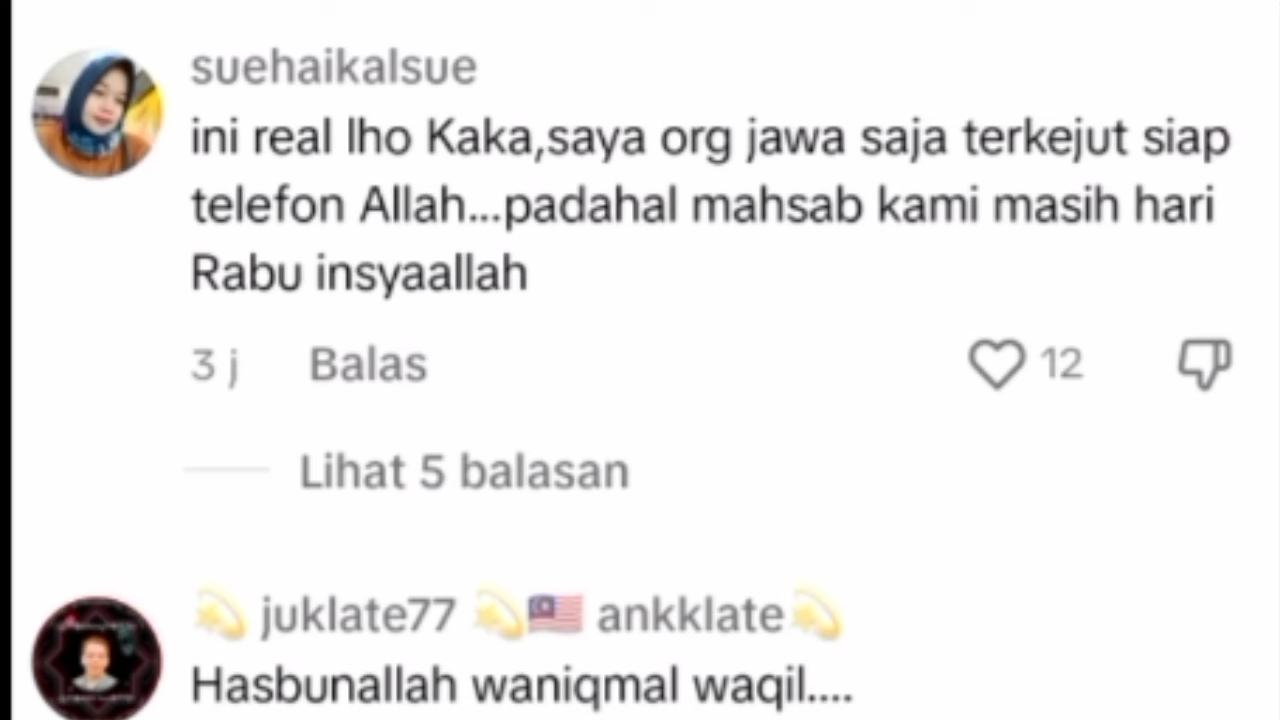 suehaikalsue
ini real lho Kaka,saya org jawa saja terkejut siap
telefon Allah...padahal mahsab kami masih hari
Rabu insyaallah
3 j Balas 12
Lihat 5 balasan
💫 juklate77 💫🇲🇾 ankklate💫
Hasbunallah waniqmal waqil....